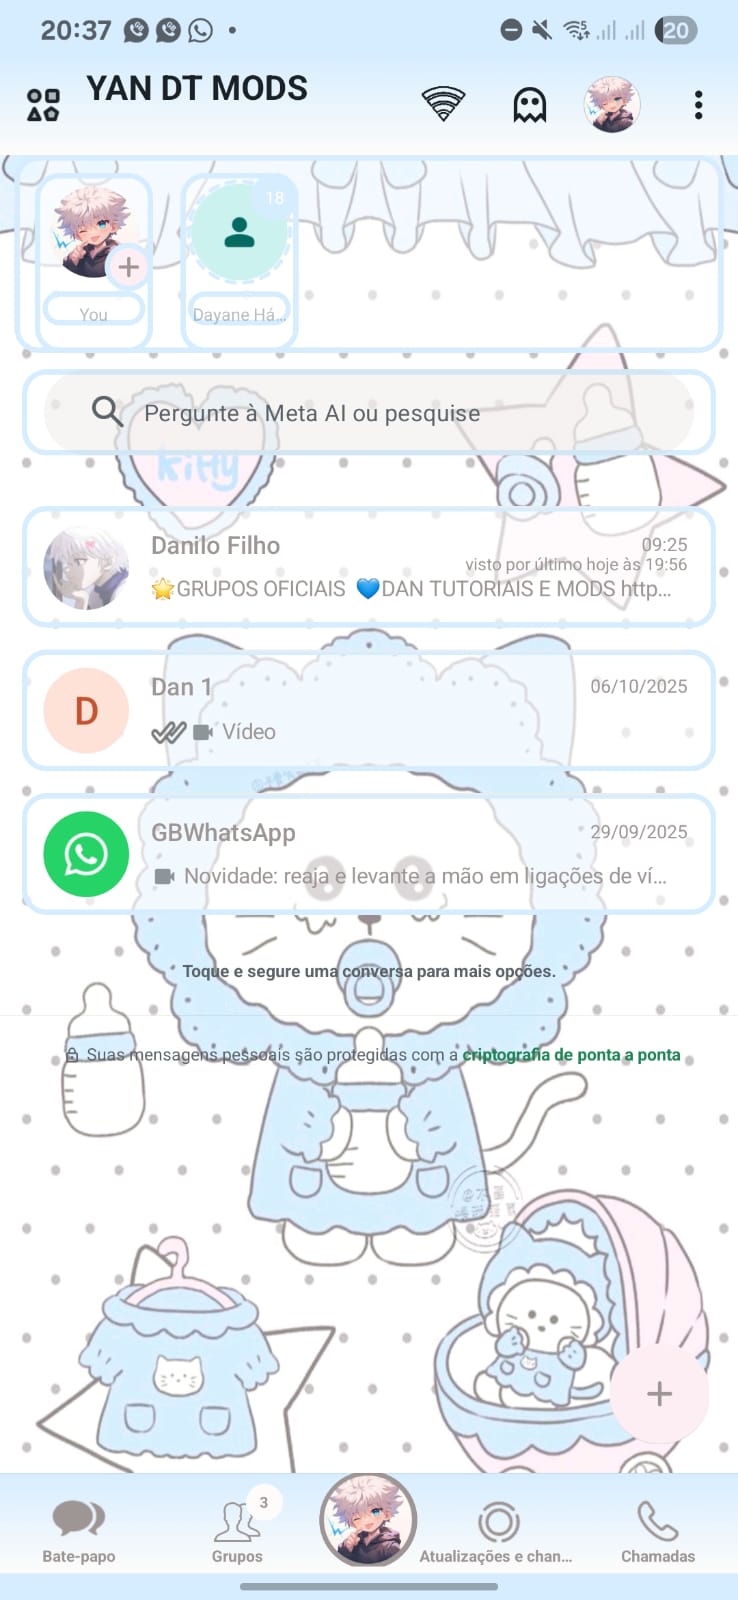 20:37
20
YAN DT MODS
18
You
Dayane Há...
Pergunte à Meta AI ou pesquise
kitty
Danilo Filho
09:25
visto por último hoje às 19:56
🌟GRUPOS OFICIAIS 💙DAN TUTORIAIS E MODS http...
D
Dan 1
06/10/2025
Vídeo
GBWhatsApp
29/09/2025
Novidade: reaja e levante a mão em ligações de ví...
Toque e segure uma conversa para mais opções.
Suas mensagens pessoais são protegidas com a criptografia de ponta a ponta
3
Bate-papo
Grupos
Atualizações e chan...
Chamadas